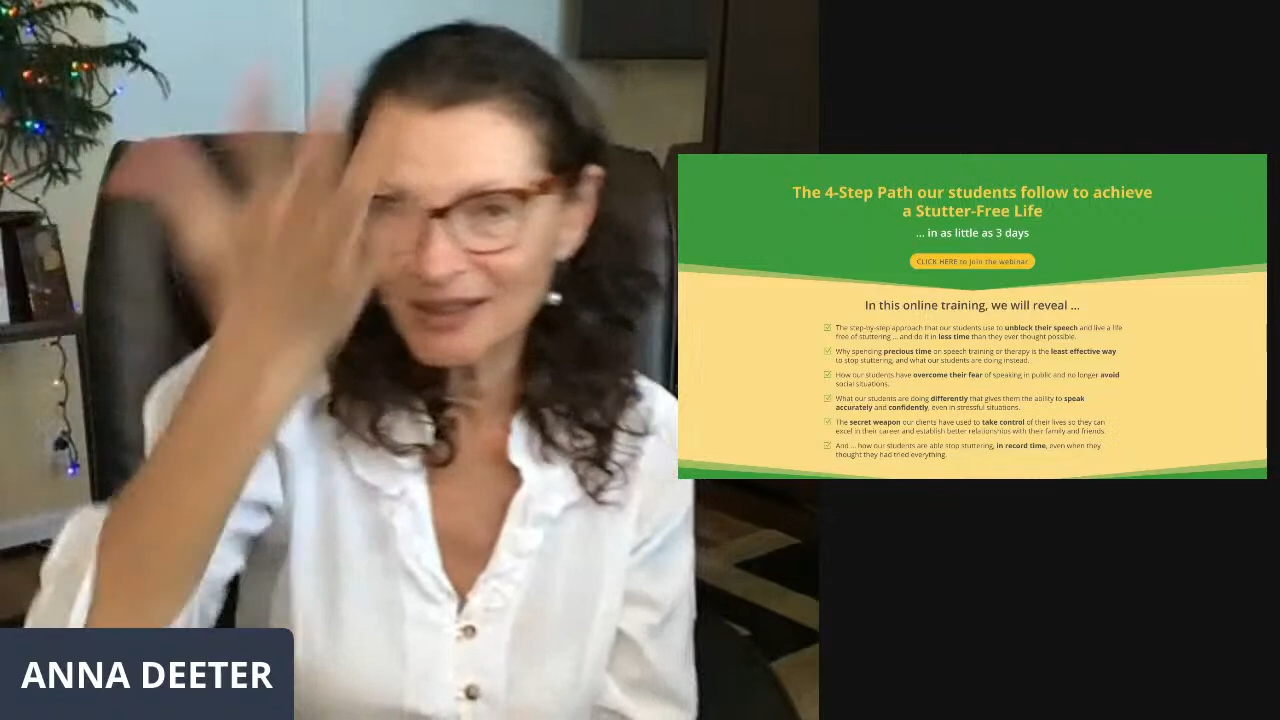 The 4-Step Path our students follow to achieve
a Stutter-Free Life
... in as little as 3 days
CLICK HERE to Join the webinar
In this online training, we will reveal ...
The step-by-step approach that our students use to unblock their speech and live a life
free of stuttering ... and do it in less time than they ever thought possible.
Why spending precious time on speech training or therapy is the least effective way
to stop stuttering, and what our students are doing instead.
How our students have overcome their fear of speaking in public and no longer avoid
social situations.
What our students are doing differently that gives them the ability to speak
accurately and confidently, even in stressful situations.
The secret weapon our clients have used to take control of their lives so they can
excel in their career and establish better relationships with their family and friends.
And ... how our students are able stop stuttering, in record time, even when they
thought they had tried everything.
ANNA DEETER